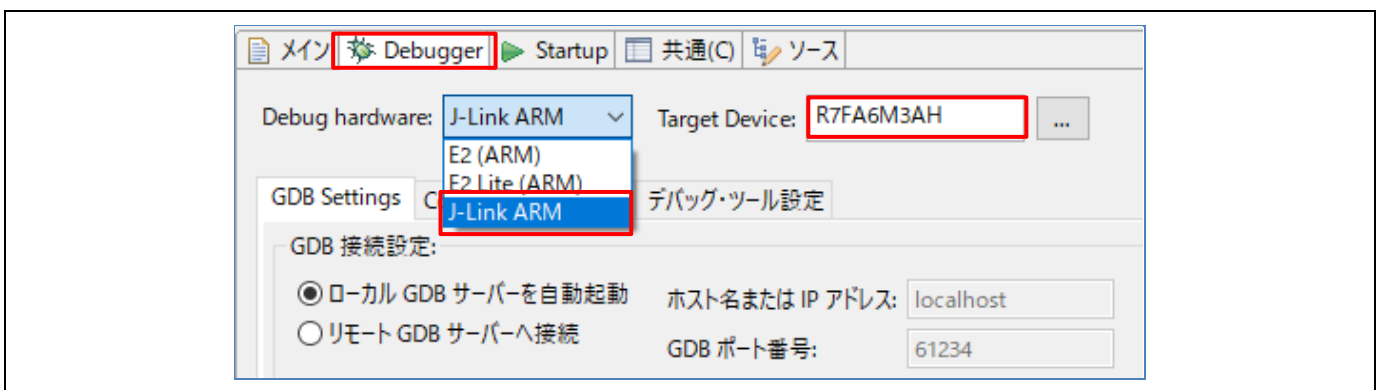 メイン Debugger Startup 共通(C) ソース
Debug hardware: J-Link ARM Target Device: R7FA6M3AH ...
E2 (ARM)
E2 Lite (ARM)
J-Link ARM
GDB Settings デバッグ・ツール設定
GDB 接続設定:
ローカル GDB サーバーを自動起動 ホスト名または IP アドレス: localhost
リモート GDB サーバーへ接続
GDB ポート番号: 61234